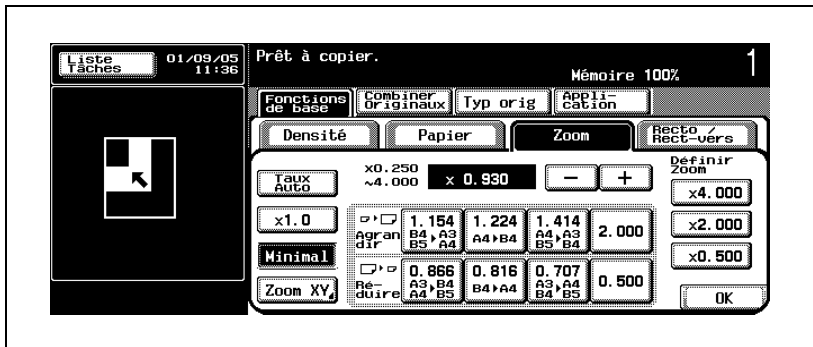 Liste
Tâches
01/09/05
11:36
Prêt à copier.
Mémoire 100%
1
Fonctions
de base
Combiner
Originaux
Typ orig
Appli-
cation
Densité
Papier
Zoom
Recto /
Rect-vers
Taux
Auto
x0.250
~4.000
x 0.930
−
+
Définir
Zoom
x4.000
x1.0
Agran
dir
1.154
B4▸A3
B5▸A4
1.224
A4▸B4
1.414
A4▸A3
B5▸B4
2.000
x2.000
Minimal
x0.500
Zoom XY
Ré-
duire
0.866
A3▸B4
A4▸B5
0.816
B4▸A4
0.707
A3▸A4
B4▸B5
0.500
OK